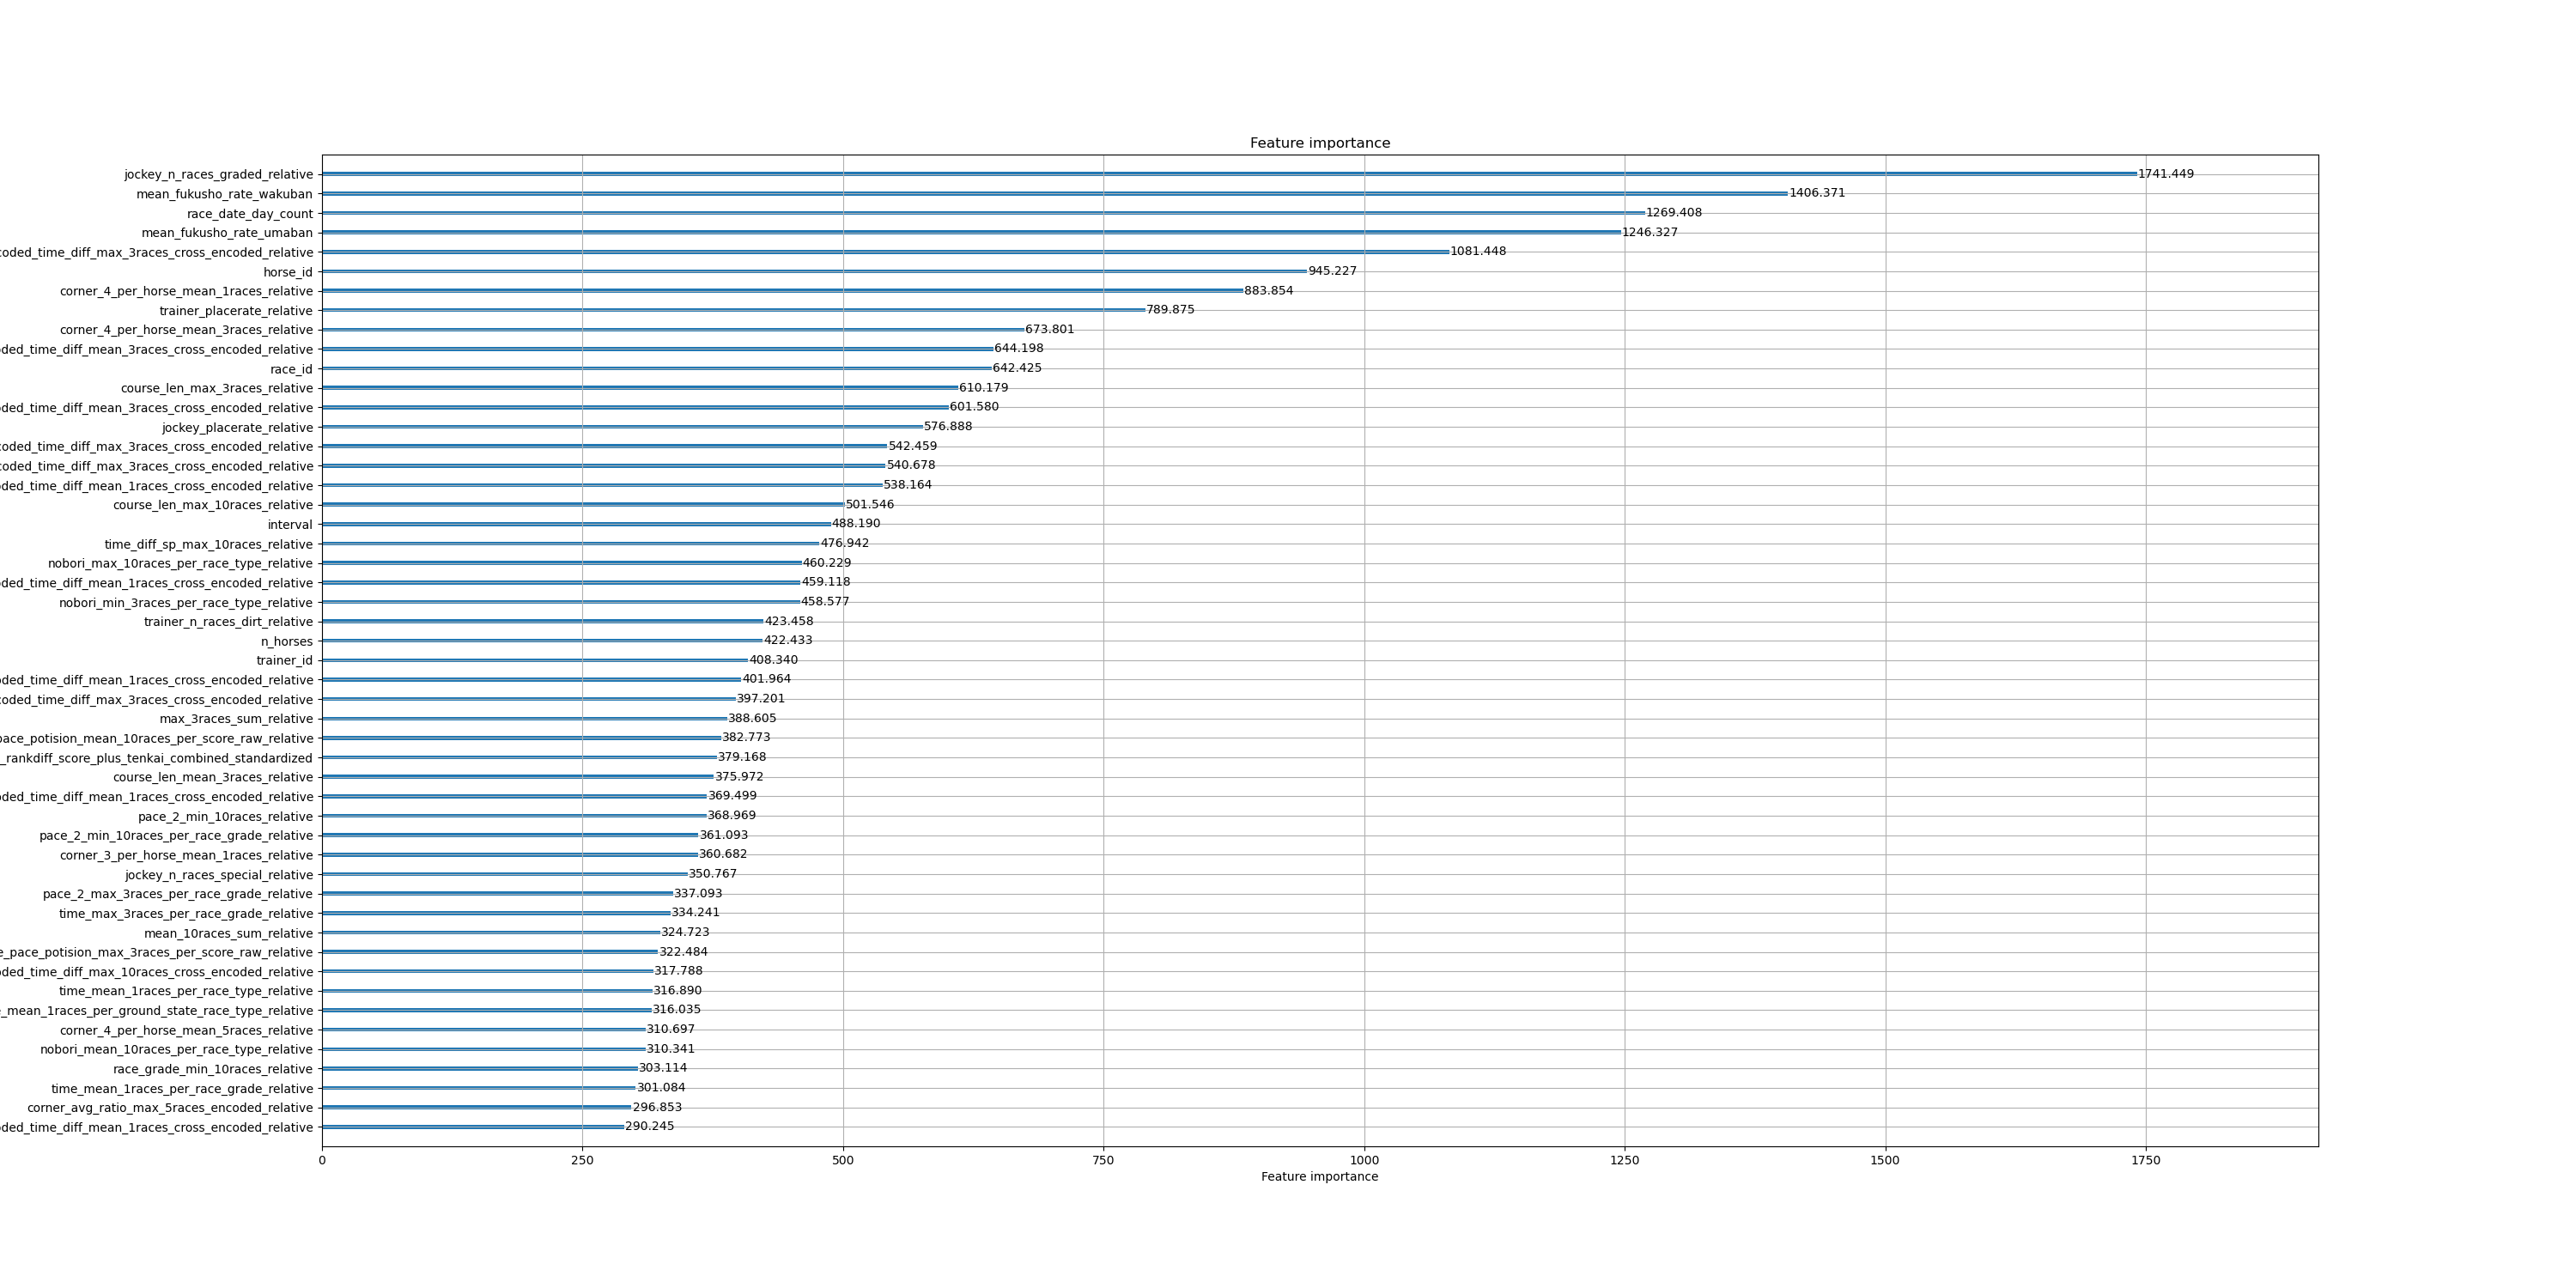 Feature importance
jockey_n_races_graded_relative 1741.449
mean_fukusho_rate_wakuban 1406.371
race_date_day_count 1269.408
mean_fukusho_rate_umaban 1246.327
coded_time_diff_max_3races_cross_encoded_relative 1081.448
horse_id 945.227
corner_4_per_horse_mean_1races_relative 883.854
trainer_placerate_relative 789.875
corner_4_per_horse_mean_3races_relative 673.801
ded_time_diff_mean_3races_cross_encoded_relative 644.198
race_id 642.425
course_len_max_3races_relative 610.179
ded_time_diff_mean_3races_cross_encoded_relative 601.580
jockey_placerate_relative 576.888
coded_time_diff_max_3races_cross_encoded_relative 542.459
coded_time_diff_max_3races_cross_encoded_relative 540.678
ded_time_diff_mean_1races_cross_encoded_relative 538.164
course_len_max_10races_relative 501.546
interval 488.190
time_diff_sp_max_10races_relative 476.942
nobori_max_10races_per_race_type_relative 460.229
ded_time_diff_mean_1races_cross_encoded_relative 459.118
nobori_min_3races_per_race_type_relative 458.577
trainer_n_races_dirt_relative 423.458
n_horses 422.433
trainer_id 408.340
ded_time_diff_mean_1races_cross_encoded_relative 401.964
coded_time_diff_max_3races_cross_encoded_relative 397.201
max_3races_sum_relative 388.605
pace_potision_mean_10races_per_score_raw_relative 382.773
_rankdiff_score_plus_tenkai_combined_standardized 379.168
course_len_mean_3races_relative 375.972
ded_time_diff_mean_1races_cross_encoded_relative 369.499
pace_2_min_10races_relative 368.969
pace_2_min_10races_per_race_grade_relative 361.093
corner_3_per_horse_mean_1races_relative 360.682
jockey_n_races_special_relative 350.767
pace_2_max_3races_per_race_grade_relative 337.093
time_max_3races_per_race_grade_relative 334.241
mean_10races_sum_relative 324.723
e_pace_potision_max_3races_per_score_raw_relative 322.484
ded_time_diff_max_10races_cross_encoded_relative 317.788
time_mean_1races_per_race_type_relative 316.890
_mean_1races_per_ground_state_race_type_relative 316.035
corner_4_per_horse_mean_5races_relative 310.697
nobori_mean_10races_per_race_type_relative 310.341
race_grade_min_10races_relative 303.114
time_mean_1races_per_race_grade_relative 301.084
corner_avg_ratio_max_5races_encoded_relative 296.853
ded_time_diff_mean_1races_cross_encoded_relative 290.245
0 250 500 750 1000 1250 1500 1750
Feature importance